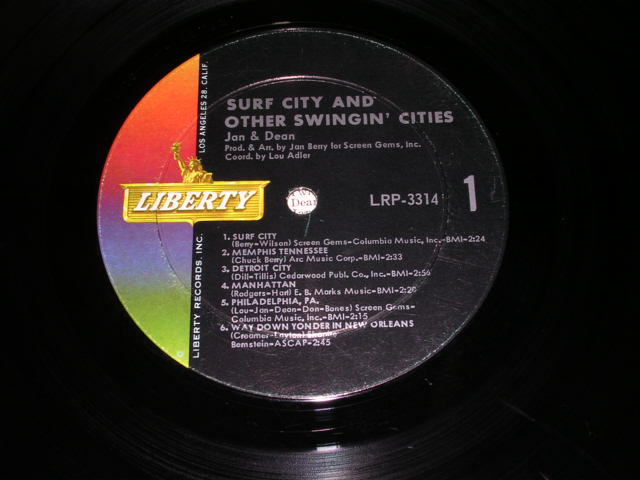 LOS ANGELES 28, CALIF.
LIBERTY
LIBERTY RECORDS, INC.
SURF CITY AND
OTHER SWINGIN' CITIES
Jan & Dean
Prod. & Arr. by Jan Berry for Screen Gems, Inc.
Coord. by Lou Adler
Dean
LRP-3314
1
1. SURF CITY
(Berry-Wilson) Screen Gems-Columbia Music, Inc.-BMI-2:24
2. MEMPHIS TENNESSEE
(Chuck Berry) Arc Music Corp.-BMI-2:33
3. DETROIT CITY
(Dill-Tillis) Cedarwood Publ. Co., Inc.-BMI-2:56
4. MANHATTAN
(Rodgers-Hart) E. B. Marks Music-BMI-2:20
5. PHILADELPHIA, PA.
(Lou-Jan-Dean-Don-Bones) Screen Gems-
Columbia Music, Inc.-BMI-2:15
6. WAY DOWN YONDER IN NEW ORLEANS
(Creamer-Layton)
Bernstein-ASCAP-2:45